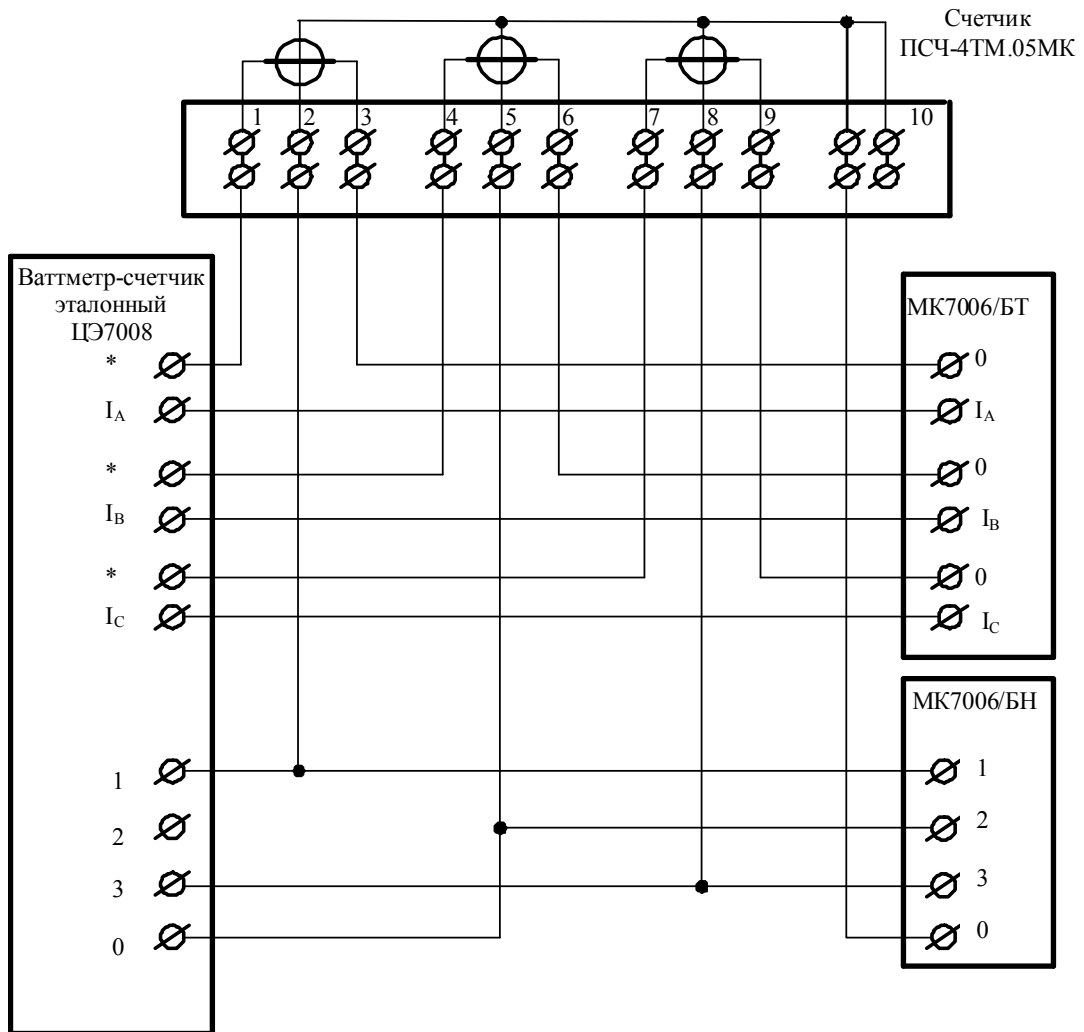 Счетчик
ПСЧ-4ТМ.05МК
1 2 3 4 5 6 7 8 9 10
Ваттметр-счетчик
эталонный
ЦЭ7008
*
I_A
*
I_B
*
I_C
1
2
3
0
МК7006/БТ
0
I_A
0
I_B
0
I_C
МК7006/БН
1
2
3
0